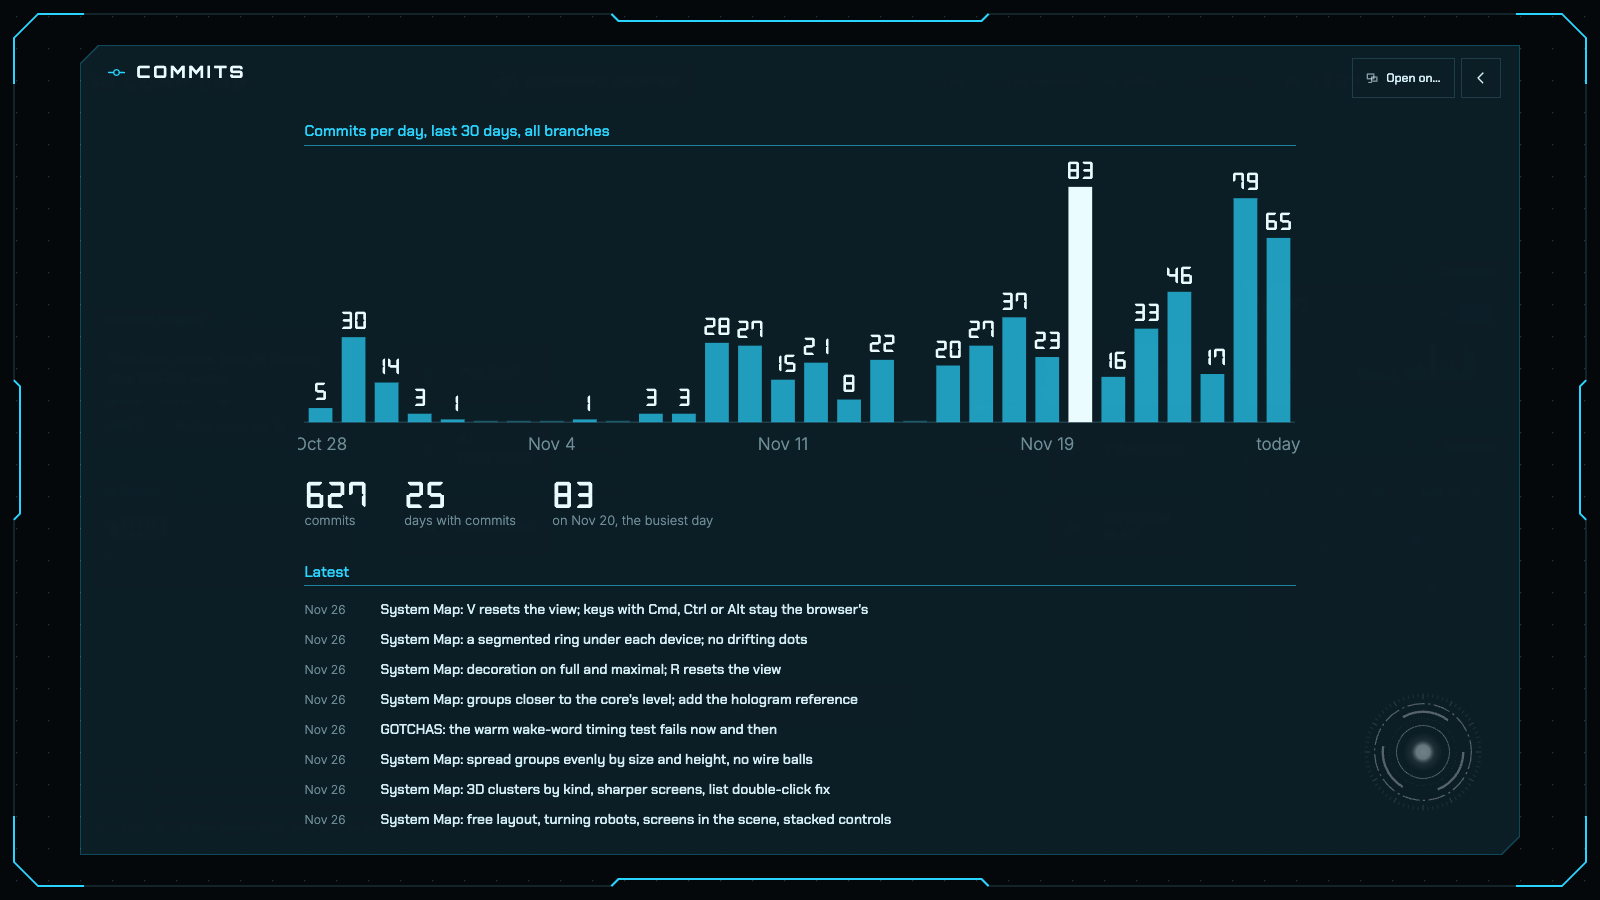 COMMITS
Open on...
Commits per day, last 30 days, all branches
5 30 14 3 1 1 3 3 28 27 15 21 8 22 20 27 37 23 83 16 33 46 17 79 65
Oct 28 Nov 4 Nov 11 Nov 19 today
627 25 83
commits days with commits on Nov 20, the busiest day
Latest
Nov 26 System Map: V resets the view; keys with Cmd, Ctrl or Alt stay the browser's
Nov 26 System Map: a segmented ring under each device; no drifting dots
Nov 26 System Map: decoration on full and maximal; R resets the view
Nov 26 System Map: groups closer to the core's level; add the hologram reference
Nov 26 GOTCHAS: the warm wake-word timing test fails now and then
Nov 26 System Map: spread groups evenly by size and height, no wire balls
Nov 26 System Map: 3D clusters by kind, sharper screens, list double-click fix
Nov 26 System Map: free layout, turning robots, screens in the scene, stacked controls